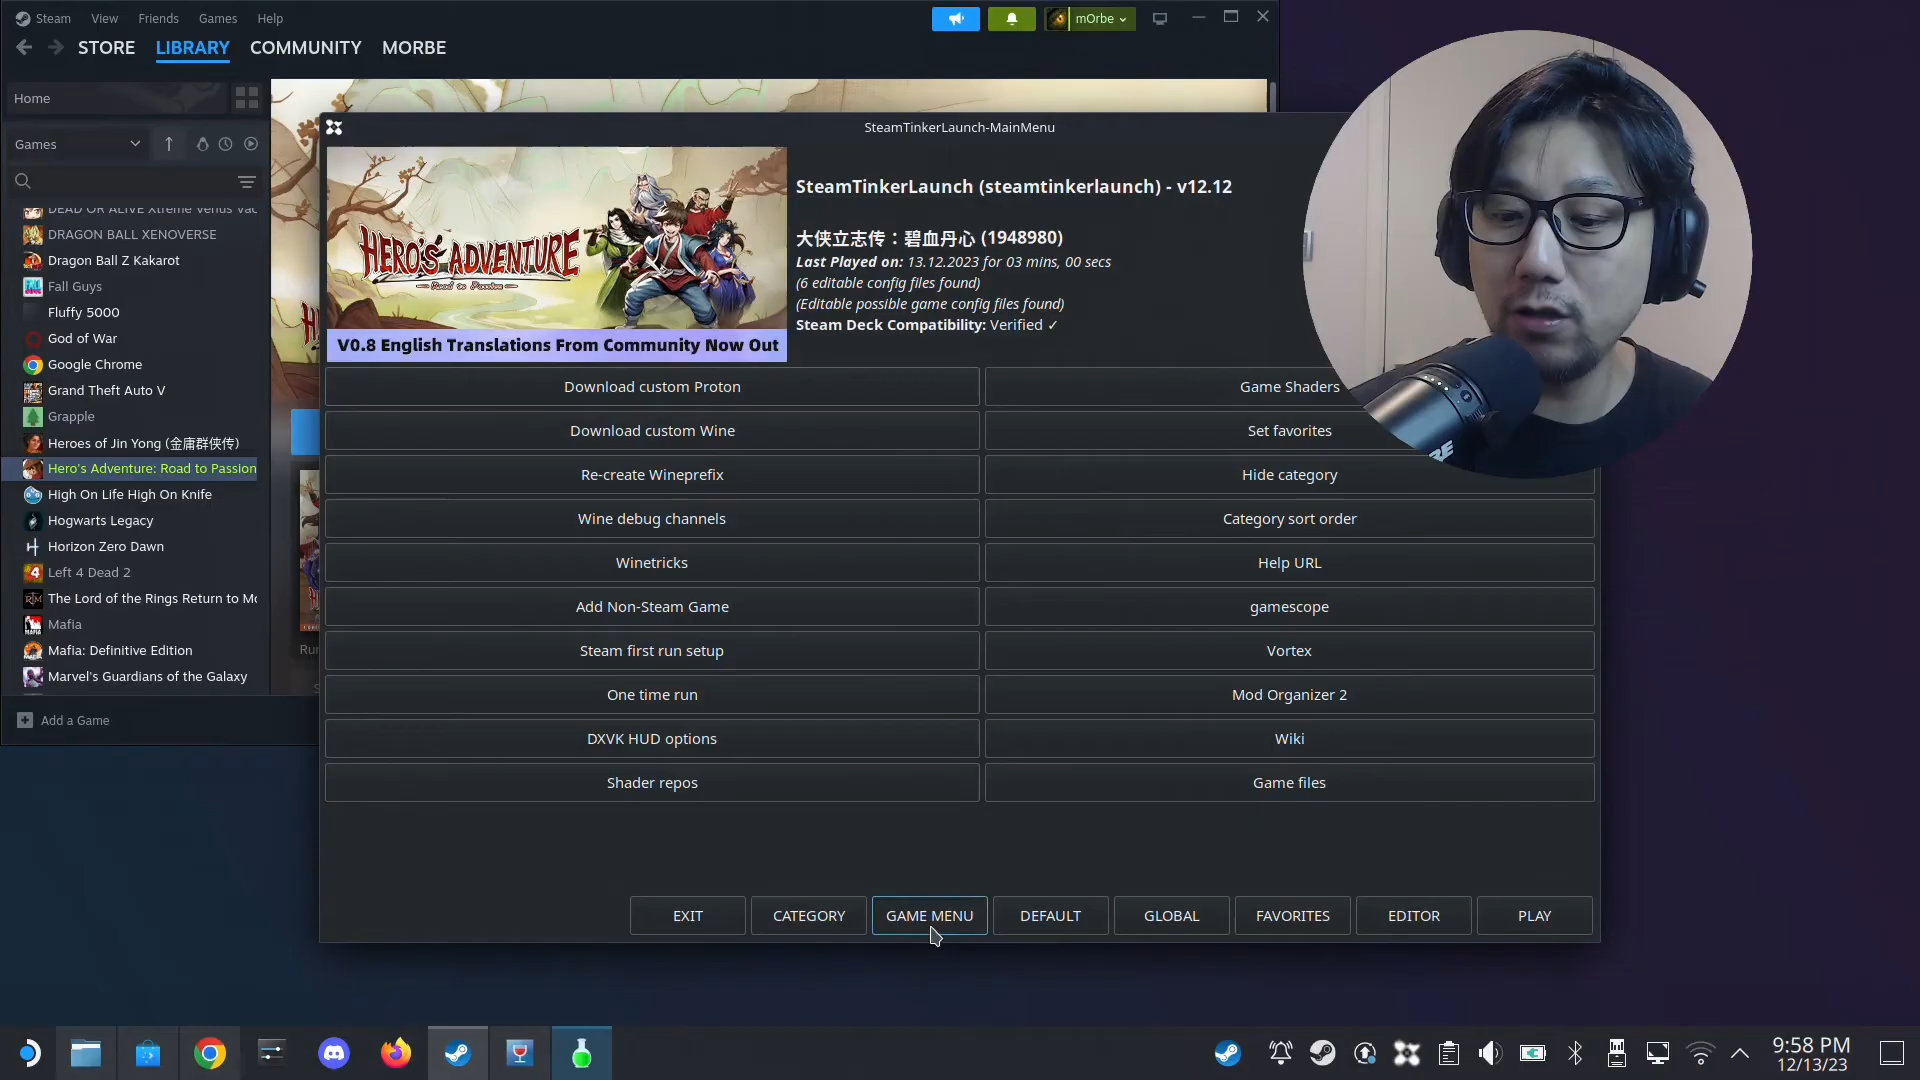 Steam View Friends Games Help
mOrbe
STORE LIBRARY COMMUNITY MORBE
Home
Games
DEAD OR ALIVE Xtreme Venus Vac
DRAGON BALL XENOVERSE
Dragon Ball Z Kakarot
Fall Guys
Fluffy 5000
God of War
Google Chrome
Grand Theft Auto V
Grapple
Heroes of Jin Yong (金庸群侠传)
Hero's Adventure: Road to Passion
High On Life High On Knife
Hogwarts Legacy
Horizon Zero Dawn
Left 4 Dead 2
The Lord of the Rings Return to Mo
Mafia
Mafia: Definitive Edition
Marvel's Guardians of the Galaxy
Add a Game
Run
SteamTinkerLaunch-MainMenu
HERO'S ADVENTURE
Road to Passion
V0.8 English Translations From Community Now Out
SteamTinkerLaunch (steamtinkerlaunch) - v12.12
大侠立志传：碧血丹心 (1948980)
Last Played on: 13.12.2023 for 03 mins, 00 secs
(6 editable config files found)
(Editable possible game config files found)
Steam Deck Compatibility: Verified ✓
Download custom Proton
Game Shaders
Download custom Wine
Set favorites
Re-create Wineprefix
Hide category
Wine debug channels
Category sort order
Winetricks
Help URL
Add Non-Steam Game
gamescope
Steam first run setup
Vortex
One time run
Mod Organizer 2
DXVK HUD options
Wiki
Shader repos
Game files
EXIT CATEGORY GAME MENU DEFAULT GLOBAL FAVORITES EDITOR PLAY
9:58 PM
12/13/23